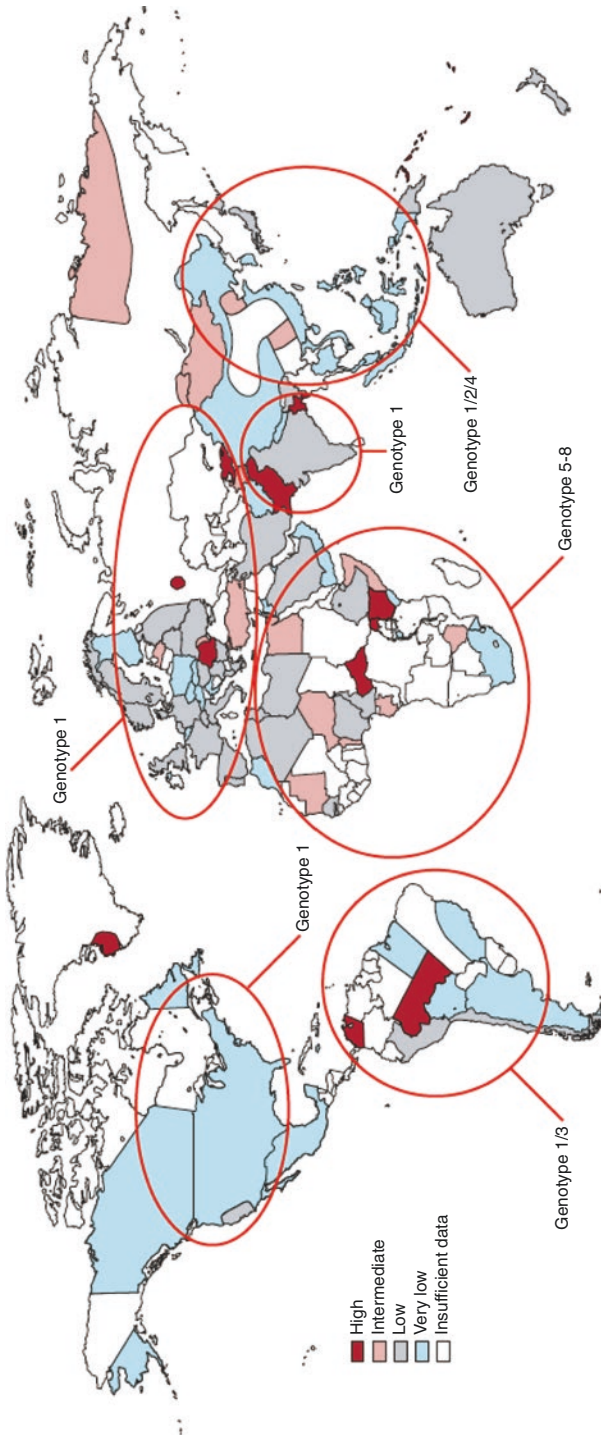 Genotype 1
Genotype 1
Genotype 1
Genotype 1/2/4
Genotype 5-8
Genotype 1/3
High
Intermediate
Low
Very low
Insufficient data